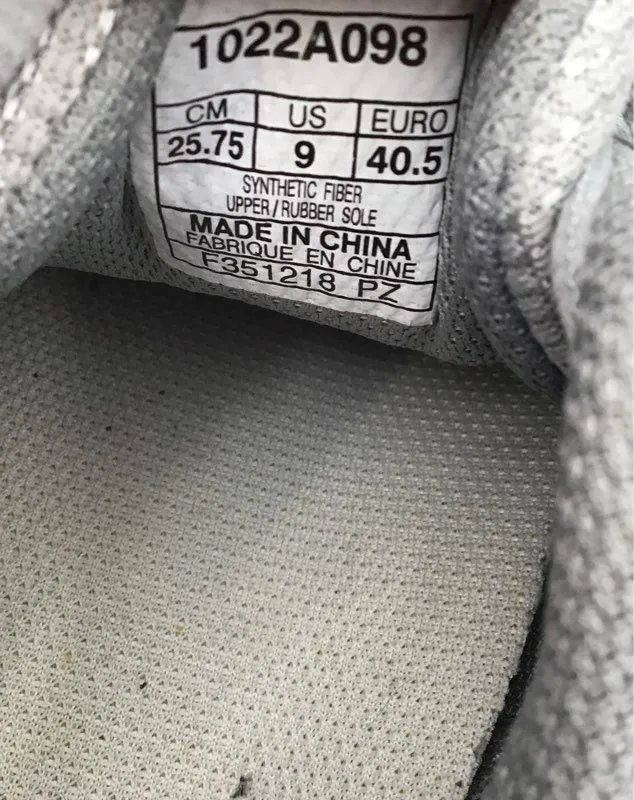 1022A098
CM US EURO
25.75 9 40.5
SYNTHETIC FIBER
UPPER/RUBBER SOLE
MADE IN CHINA
FABRIQUE EN CHINE
F351218 PZ